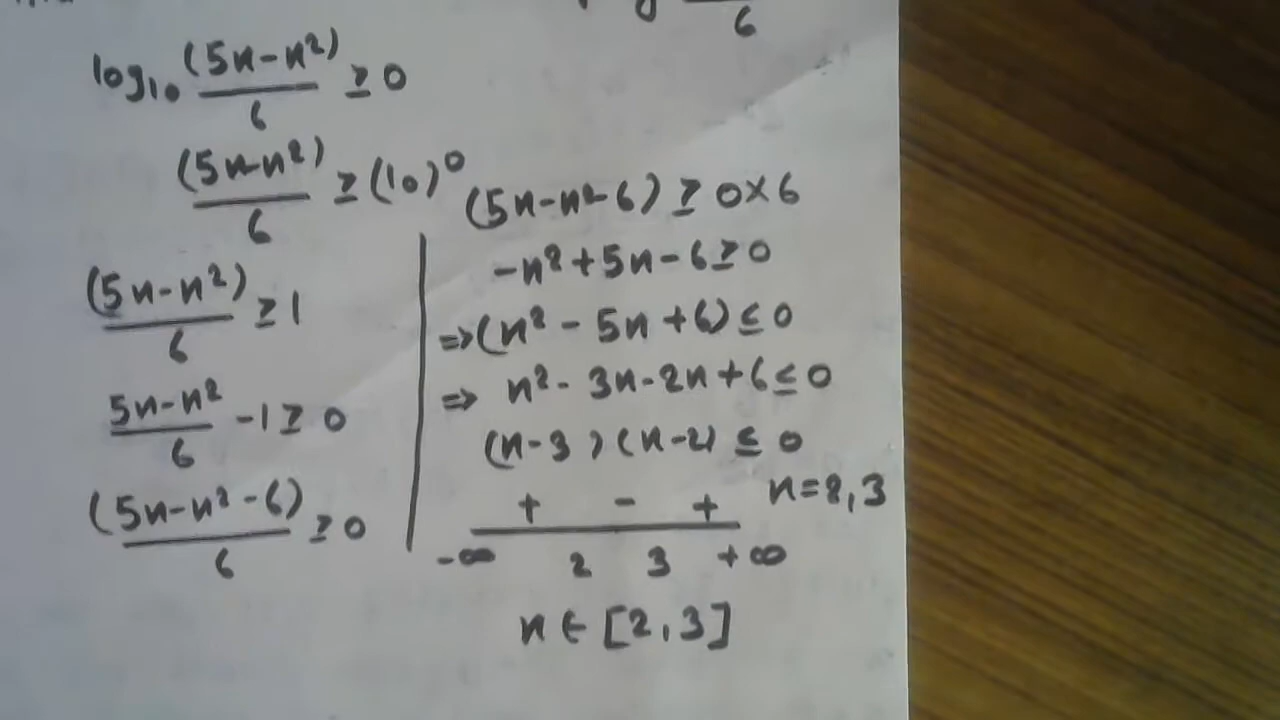 6
log₁₀ (5x-x²)/6 ≥ 0
(5x-x²)/6 ≥ (10)⁰
(5x-x²)/6 ≥ 1
(5x-x²)/6 - 1 ≥ 0
(5x-x²-6)/6 ≥ 0
(5x-x²-6) ≥ 0×6
-x²+5x-6 ≥ 0
⇒ (x²-5x+6) ≤ 0
⇒ x²-3x-2x+6 ≤ 0
(x-3)(x-2) ≤ 0
x=2,3
+ - +
-∞ 2 3 +∞
x ∈ [2,3]